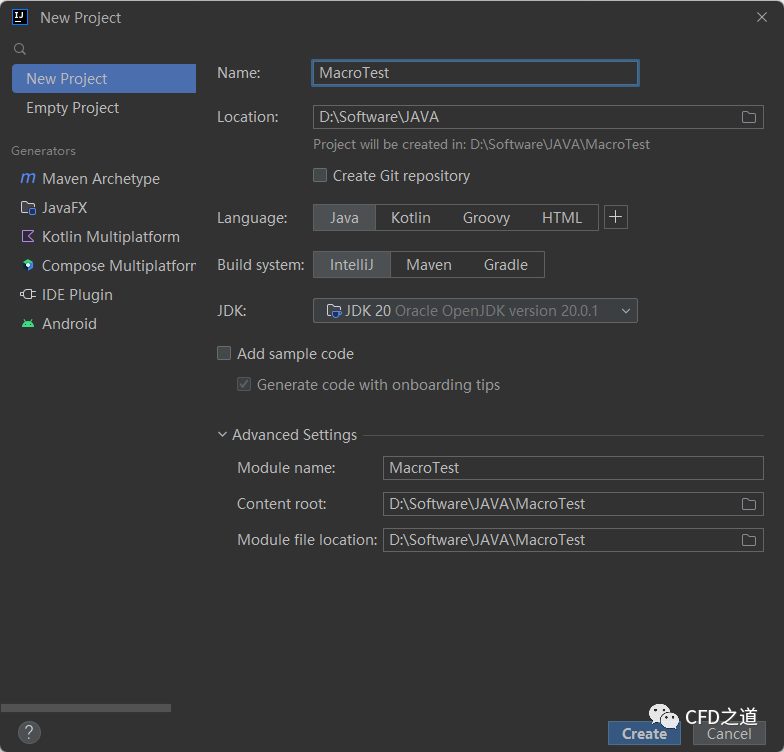 New Project
New Project
Empty Project
Generators
Maven Archetype
JavaFX
Kotlin Multiplatform
Compose Multiplatforn
IDE Plugin
Android
Name: MacroTest
Location: D:\Software\JAVA
Project will be created in: D:\Software\JAVA\MacroTest
Create Git repository
Language: Java Kotlin Groovy HTML +
Build system: IntelliJ Maven Gradle
JDK: JDK 20 Oracle OpenJDK version 20.0.1
Add sample code
Generate code with onboarding tips
Advanced Settings
Module name: MacroTest
Content root: D:\Software\JAVA\MacroTest
Module file location: D:\Software\JAVA\MacroTest
CFD之道
? Create Cancel